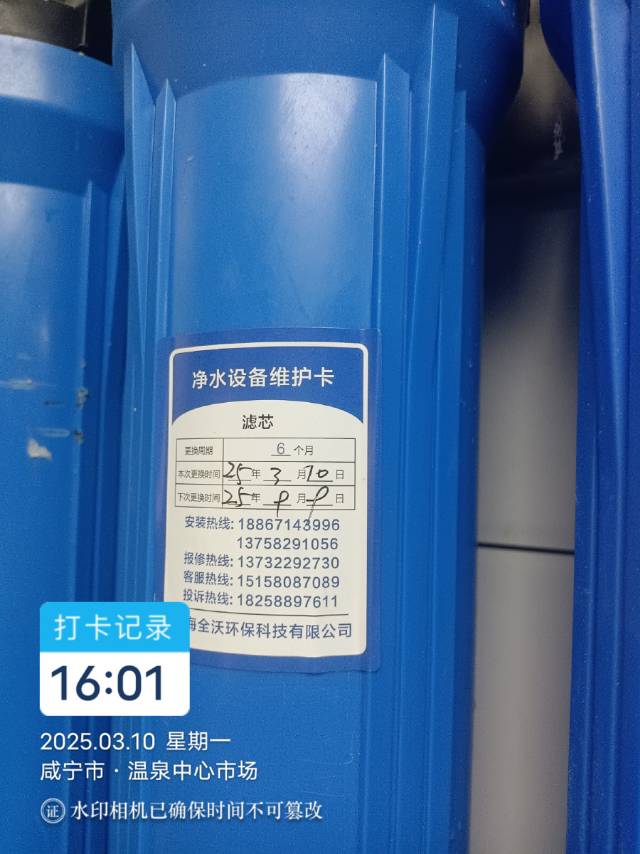 净水设备维护卡
滤芯
更换周期 6 个月
本次更换时间 25 年 3 月 10 日
下次更换时间 25 年 9 月 9 日
安装热线: 18867143996
13758291056
报修热线: 13732292730
客服热线: 15158087089
投诉热线: 18258897611
海全沃环保科技有限公司
打卡记录
16:01
2025.03.10 星期一
咸宁市 · 温泉中心市场
证 水印相机已确保时间不可篡改